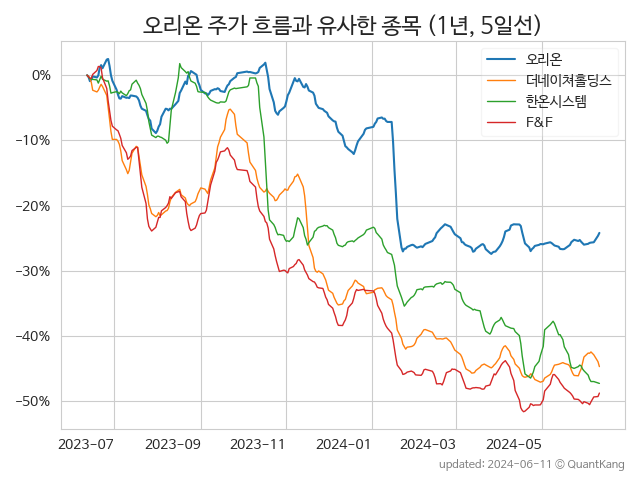 오리온 주가 흐름과 유사한 종목 (1년, 5일선)
오리온
더네이쳐홀딩스
한온시스템
F&F
0%
−10%
−20%
−30%
−40%
−50%
2023-07
2023-09
2023-11
2024-01
2024-03
2024-05
updated: 2024-06-11 © QuantKang